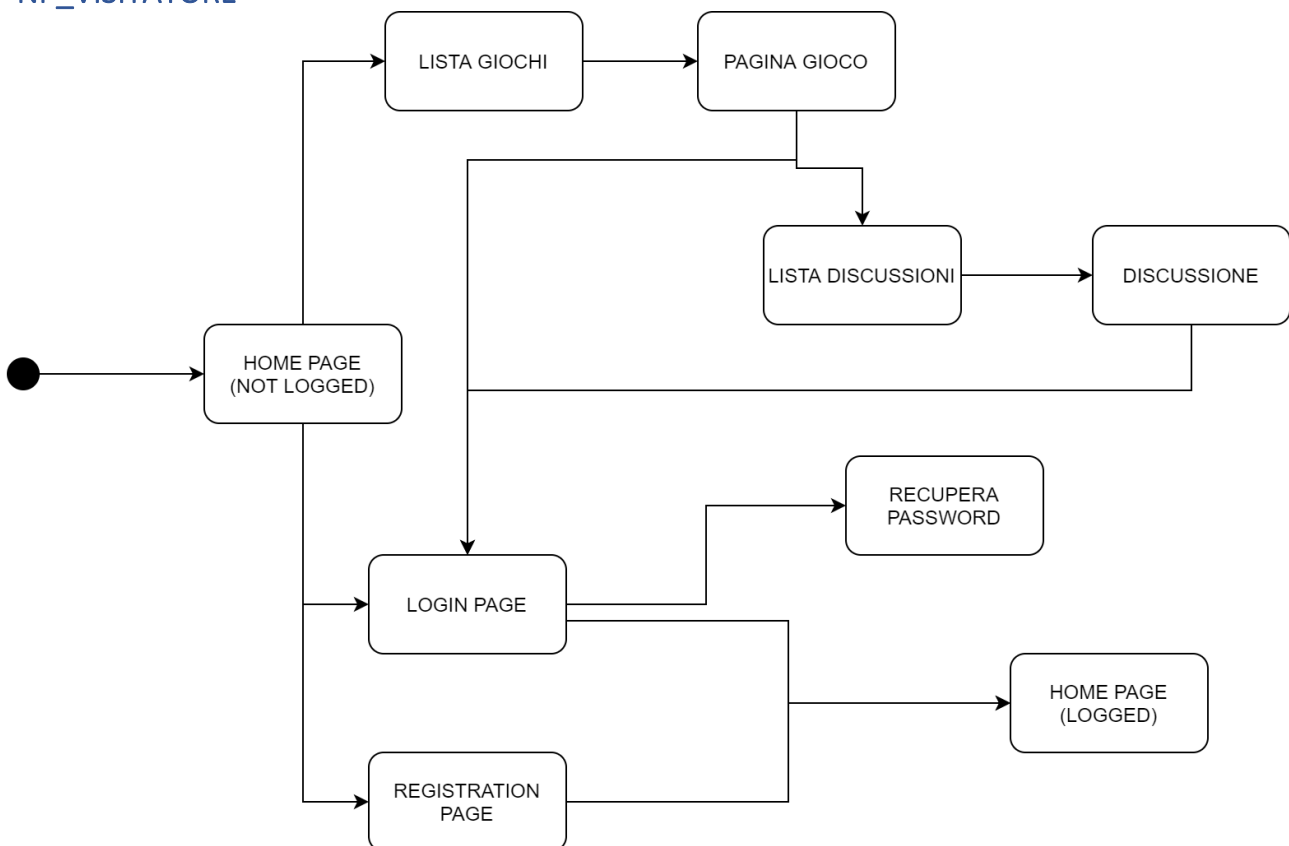 NP_VISITATORE
LISTA GIOCHI
PAGINA GIOCO
LISTA DISCUSSIONI
DISCUSSIONE
HOME PAGE
(NOT LOGGED)
RECUPERA
PASSWORD
LOGIN PAGE
HOME PAGE
(LOGGED)
REGISTRATION
PAGE